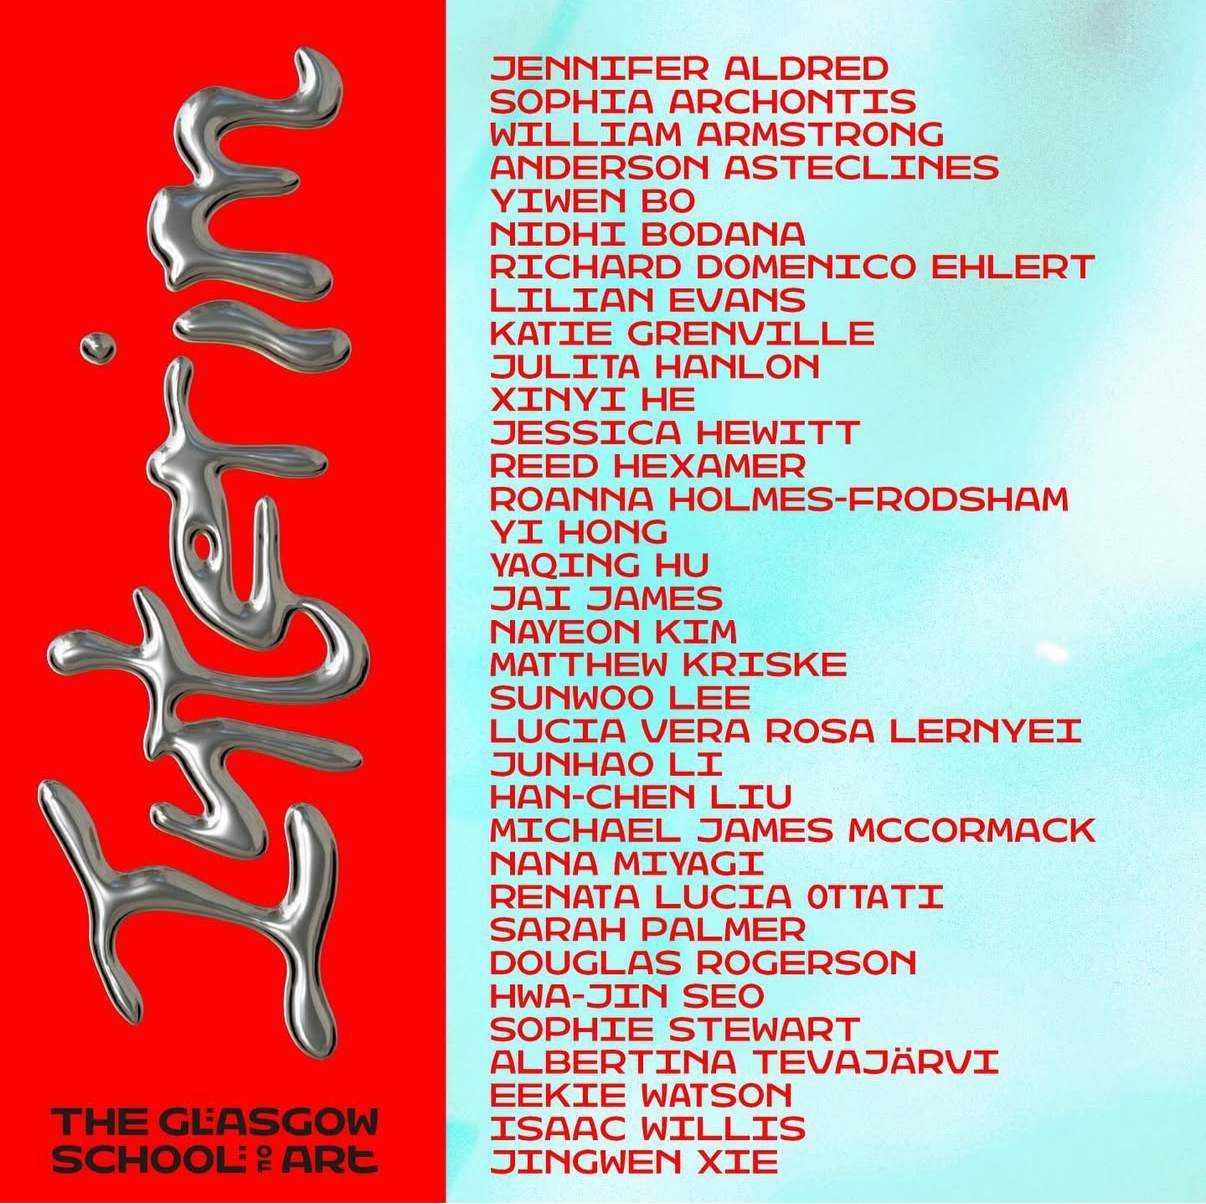 Interim
THE GLASGOW
SCHOOL: OF ART
JENNIFER ALDRED
SOPHIA ARCHONTIS
WILLIAM ARMSTRONG
ANDERSON ASTECLINES
YIWEN BO
NIDHI BODANA
RICHARD DOMENICO EHLERT
LILIAN EVANS
KATIE GRENVILLE
JULITA HANLON
XINYI HE
JESSICA HEWITT
REED HEXAMER
ROANNA HOLMES-FRODSHAM
YI HONG
YAQING HU
JAI JAMES
NAYEON KIM
MATTHEW KRISKE
SUNWOO LEE
LUCIA VERA ROSA LERNYEI
JUNHAO LI
HAN-CHEN LIU
MICHAEL JAMES MCCORMACK
NANA MIYAGI
RENATA LUCIA OTTATI
SARAH PALMER
DOUGLAS ROGERSON
HWA-JIN SEO
SOPHIE STEWART
ALBERTINA TEVAJÄRVI
EEKIE WATSON
ISAAC WILLIS
JINGWEN XIE